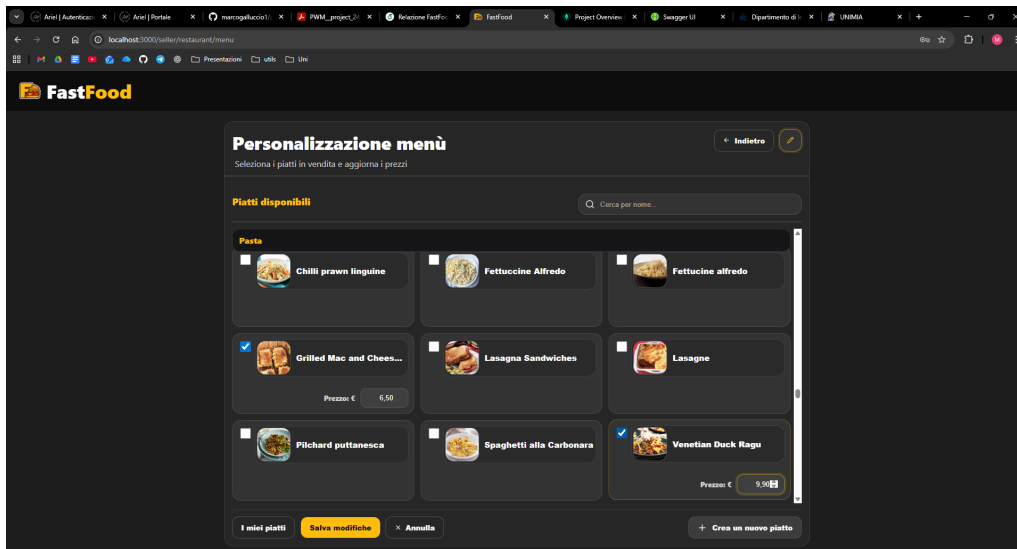 Ariel | Autenticazi
Ariel | Portale
marcogalluccio1/
PWM_project_24
Relazione FastFoo
FastFood
Project Overview
Swagger UI
Dipartimento di In
UNIMIA
localhost:3000/seller/restaurant/menu
Presentazioni
utils
Uni
FastFood
Personalizzazione menù
Indietro
Seleziona i piatti in vendita e aggiorna i prezzi
Piatti disponibili
Cerca per nome...
Pasta
Chilli prawn linguine
Fettuccine Alfredo
Fettucine alfredo
Grilled Mac and Chees...
Lasagna Sandwiches
Lasagne
Prezzo: €
6,50
Pilchard puttanesca
Spaghetti alla Carbonara
Venetian Duck Ragu
Prezzo: €
9,90
I miei piatti
Salva modifiche
× Annulla
+ Crea un nuovo piatto